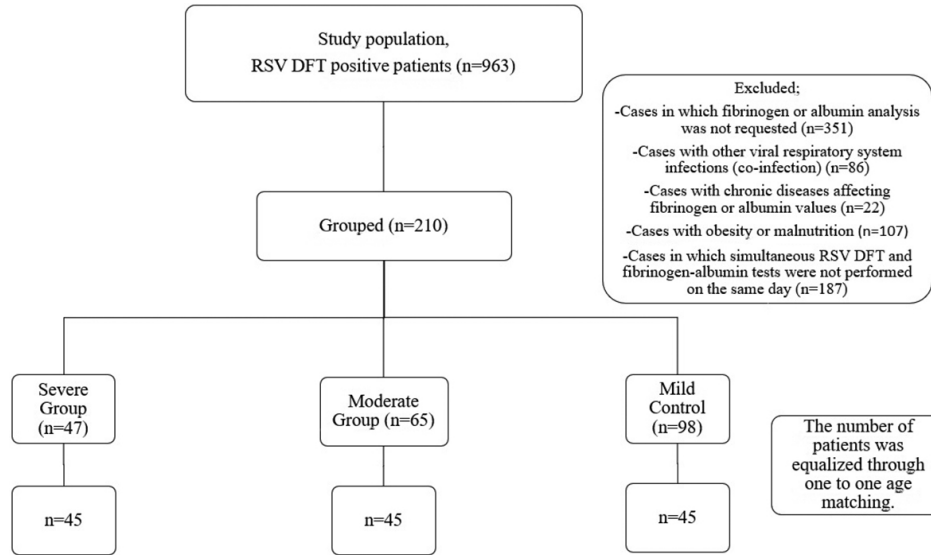 Study population,
RSV DFT positive patients (n=963)
Excluded;
-Cases in which fibrinogen or albumin analysis
was not requested (n=351)
-Cases with other viral respiratory system
infections (co-infection) (n=86)
-Cases with chronic diseases affecting
fibrinogen or albumin values (n=22)
-Cases with obesity or malnutrition (n=107)
-Cases in which simultaneous RSV DFT and
fibrinogen-albumin tests were not performed
on the same day (n=187)
Grouped (n=210)
Severe
Group
(n=47)
Moderate
Group (n=65)
Mild
Control
(n=98)
The number of
patients was
equalized through
one to one age
matching.
n=45
n=45
n=45